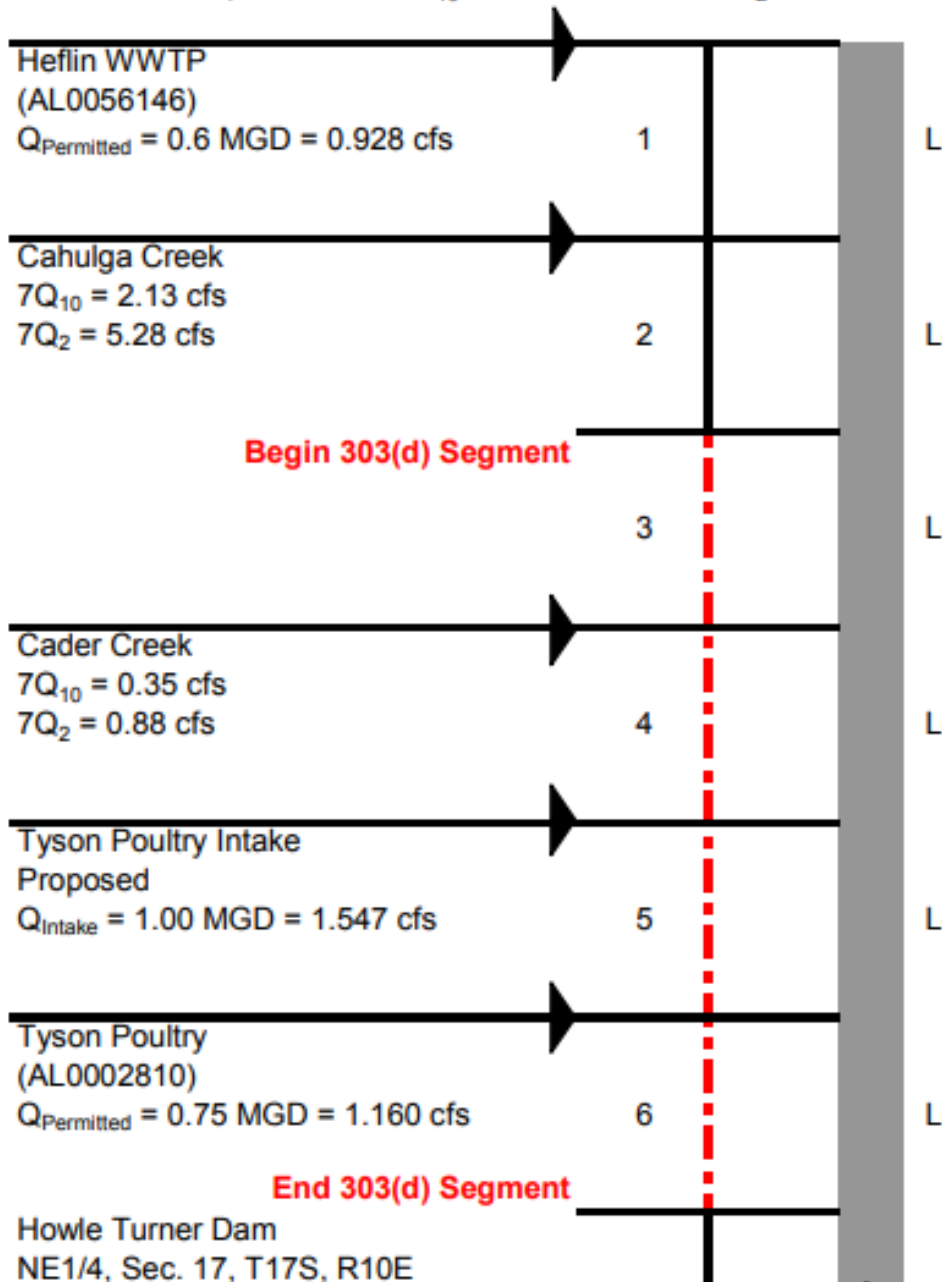 Heflin WWTP
(AL0056146)
Q_Permitted = 0.6 MGD = 0.928 cfs
1
L
Cahulga Creek
7Q₁₀ = 2.13 cfs
7Q₂ = 5.28 cfs
2
L
Begin 303(d) Segment
3
L
Cader Creek
7Q₁₀ = 0.35 cfs
7Q₂ = 0.88 cfs
4
L
Tyson Poultry Intake
Proposed
Q_Intake = 1.00 MGD = 1.547 cfs
5
L
Tyson Poultry
(AL0002810)
Q_Permitted = 0.75 MGD = 1.160 cfs
6
L
End 303(d) Segment
Howle Turner Dam
NE1/4, Sec. 17, T17S, R10E